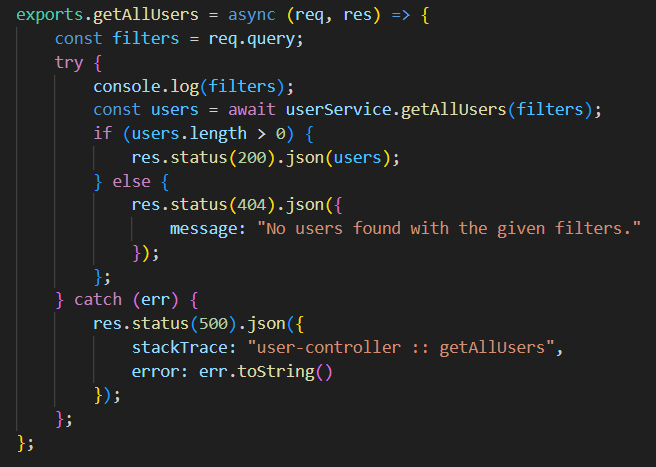 exports.getAllUsers = async (req, res) => {
    const filters = req.query;
    try {
        console.log(filters);
        const users = await userService.getAllUsers(filters);
        if (users.length > 0) {
            res.status(200).json(users);
        } else {
            res.status(404).json({
                message: "No users found with the given filters."
            });
        };
    } catch (err) {
        res.status(500).json({
            stackTrace: "user-controller :: getAllUsers",
            error: err.toString()
        });
    };
};